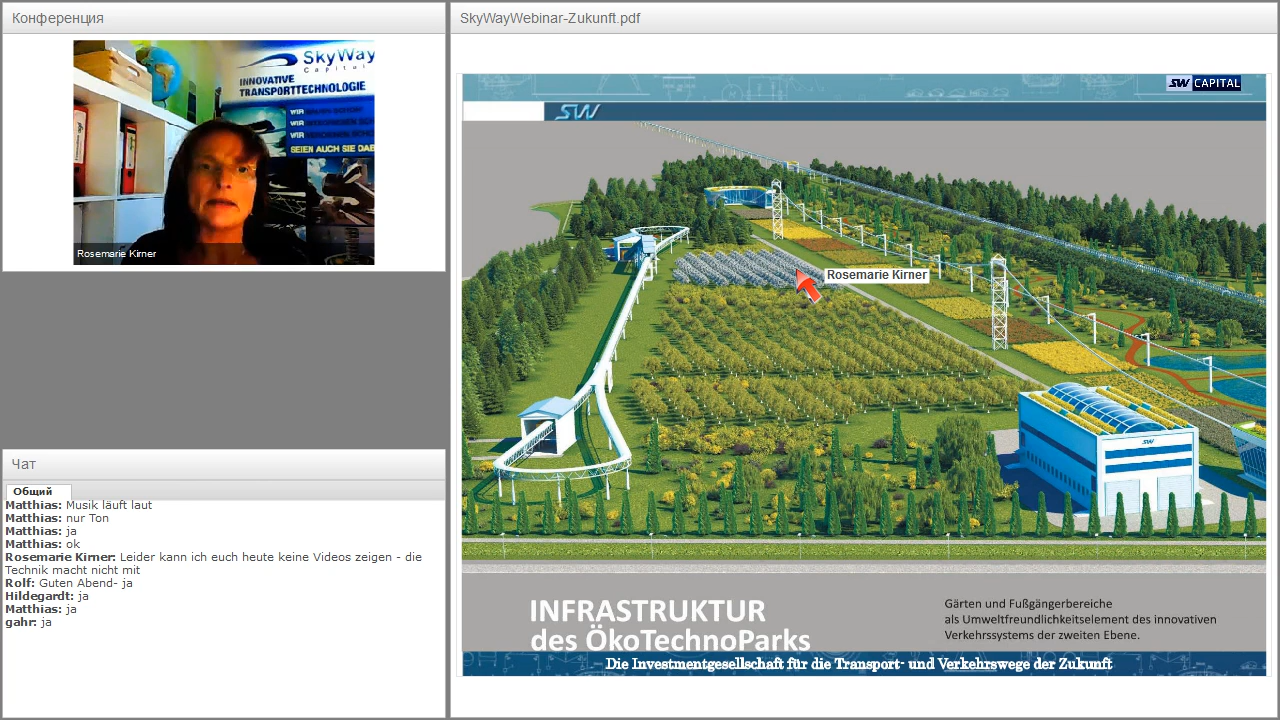 Конференция
SkyWay
Capital
INNOVATIVE
TRANSPORTTECHNOLOGIE
WIR
WIR
WIR
SEIEN AUCH SIE DAB
Rosemarie Kirner
Чат
Общий
Matthias: Musik läuft laut
Matthias: nur Ton
Matthias: ja
Matthias: ok
Rosemarie Kirner: Leider kann ich euch heute keine Videos zeigen - die
Technik macht nicht mit
Rolf: Guten Abend- ja
Hildegardt: ja
Matthias: ja
gahr: ja
SkyWayWebinar-Zukunft.pdf
SW CAPITAL
SW
Rosemarie Kirner
SW
INFRASTRUKTUR
des ÖkoTechnoParks
Gärten und Fußgängerbereiche
als Umweltfreundlichkeitselement des innovativen
Verkehrssystems der zweiten Ebene.
Die Investmentgesellschaft für die Transport- und Verkehrswege der Zukunft